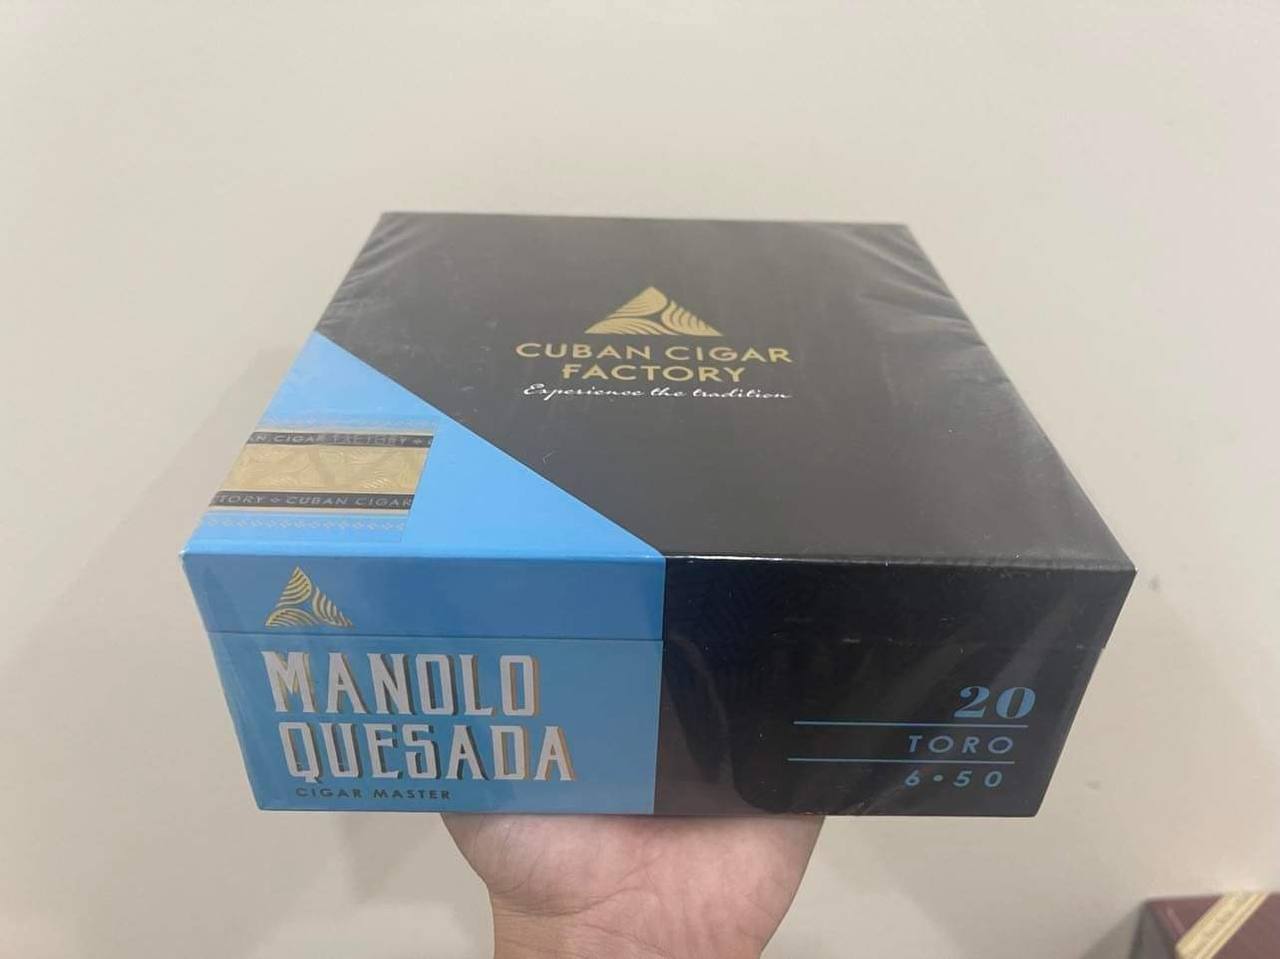 CUBAN CIGAR
FACTORY
Experience the tradition
AN CIGAR FACTORY
TORY CUBAN CIGAR
MANOLO
QUESADA
CIGAR MASTER
20
TORO
6•50